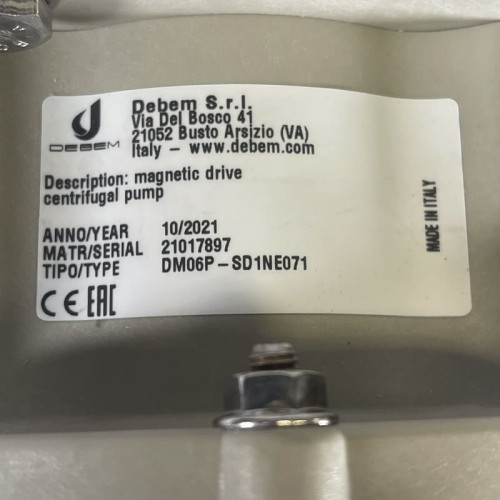 Debem S.r.l.
Via Del Bosco 41
21052 Busto Arsizio (VA)
Italy - www.debem.com
DEBEM
Description: magnetic drive
centrifugal pump
ANNO/YEAR 10/2021
MATR/SERIAL 21017897
TIPO/TYPE DM06P-SD1NE071
CE EAC
MADE IN ITALY